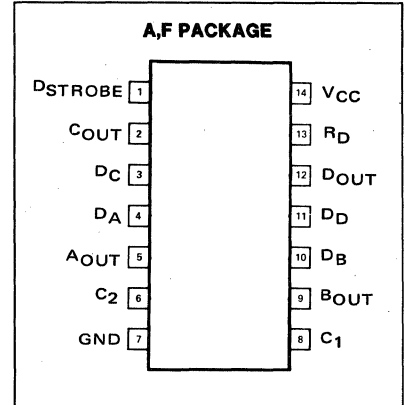 A,F PACKAGE
DSTROBE 1 14 VCC
COUT 2 13 RD
DC 3 12 DOUT
DA 4 11 DD
AOUT 5 10 DB
C2 6 9 BOUT
GND 7 8 C1